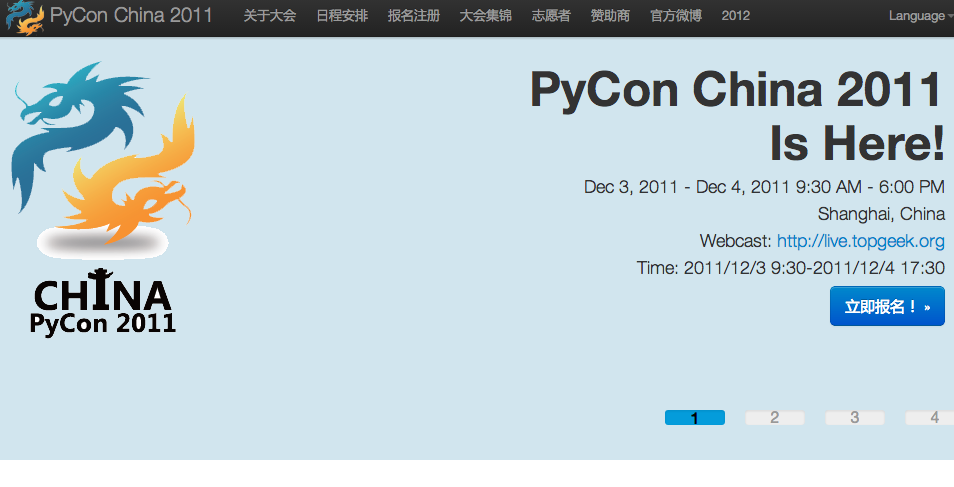 PyCon China 2011 关于大会 日程安排 报名注册 大会集锦 志愿者 赞助商 官方微博 2012 Language
PyCon China 2011
Is Here!
Dec 3, 2011 - Dec 4, 2011 9:30 AM - 6:00 PM
Shanghai, China
Webcast: http://live.topgeek.org
Time: 2011/12/3 9:30-2011/12/4 17:30
立即报名！ »
CHINA
PyCon 2011
1 2 3 4